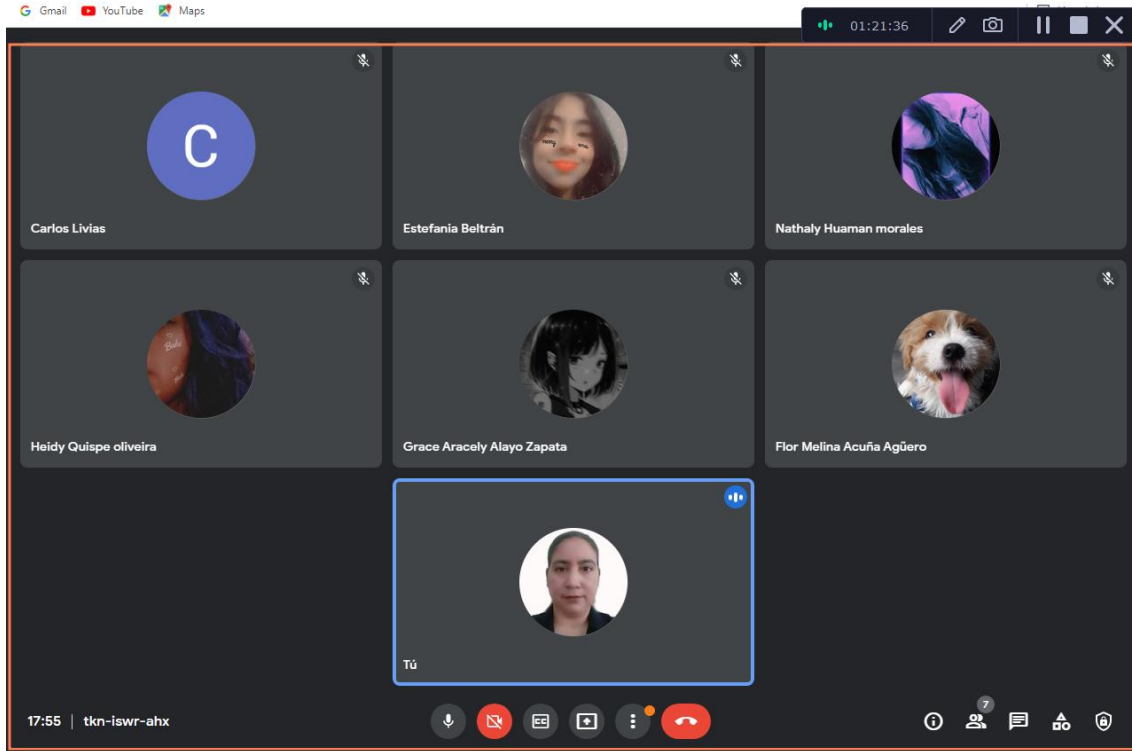 Gmail YouTube Maps
01:21:36
C
Carlos Livias
Estefania Beltrán
Nathaly Huaman morales
Heidy Quispe oliveira
Grace Aracely Alayo Zapata
Flor Melina Acuña Agüero
Tú
17:55 | tkn-iswr-ahx
CC
7